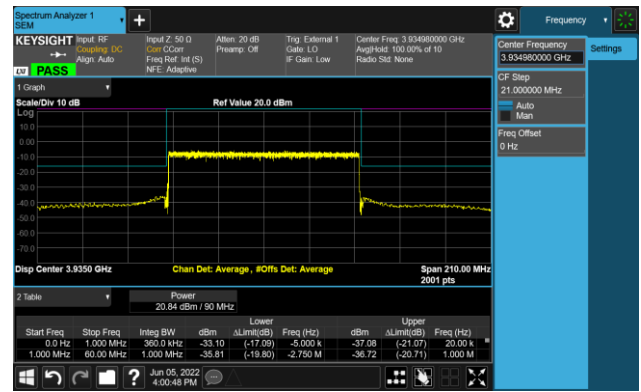 Spectrum Analyzer 1
SEM
+
Frequency
KEYSIGHT
Input: RF
Coupling: DC
Align: Auto
Input Z: 50 Ω
Corr CCorr
Freq Ref: Int (S)
NFE: Adaptive
Atten: 20 dB
Preamp: Off
Trig: External 1
Gate: LO
IF Gain: Low
Center Freq: 3.934980000 GHz
Avg|Hold: 100.00% of 10
Radio Std: None
LXI PASS
Center Frequency
3.934980000 GHz
Settings
CF Step
21.000000 MHz
Auto
Man
Freq Offset
0 Hz
1 Graph
Scale/Div 10 dB
Ref Value 20.0 dBm
Log
10.0
0.00
-10.0
-20.0
-30.0
-40.0
-50.0
-60.0
-70.0
Disp Center 3.9350 GHz
Chan Det: Average , #Offs Det: Average
Span 210.00 MHz
2001 pts
2 Table
Power
20.84 dBm / 90 MHz
Lower Upper
Start Freq Stop Freq Integ BW dBm ΔLimit(dB) Freq (Hz) dBm ΔLimit(dB) Freq (Hz)
0.0 Hz 1.000 MHz 360.0 kHz -33.10 (-17.09) -5.000 k -37.08 (-21.07) 20.00 k
1.000 MHz 60.00 MHz 1.000 MHz -35.81 (-19.80) -2.750 M -36.72 (-20.71) 1.000 M
Jun 05, 2022
4:00:48 PM